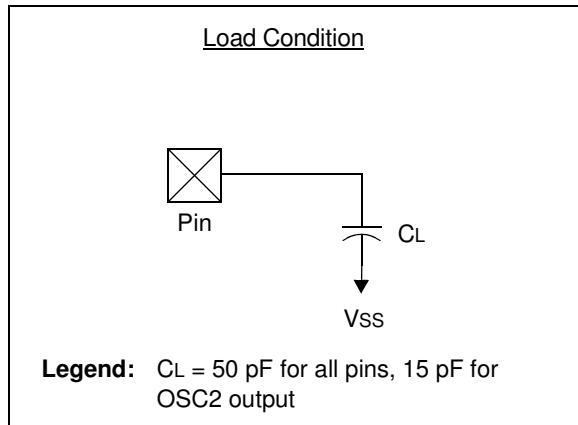 Load Condition
Pin
CL
VSS
Legend: CL = 50 pF for all pins, 15 pF for
OSC2 output